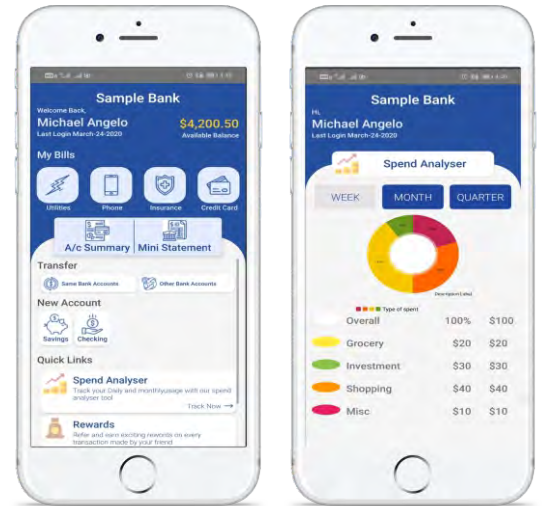 Sample Bank
Welcome Back,
Michael Angelo
Last Login March-24-2020
$4,200.50
Available Balance
My Bills
Utilities
Phone
Insurance
Credit Card
A/c Summary
Mini Statement
Transfer
Same Bank Accounts
Other Bank Accounts
New Account
Savings
Checking
Quick Links
Spend Analyser
Track your Daily and monthlyusage with our spend
analyser tool
Track Now →
Rewards
Refer and earn exciting rewards on every
transaction made by your friend
Sample Bank
Hi,
Michael Angelo
Last Login March-24-2020
Spend Analyser
WEEK
MONTH
QUARTER
Type of spent
Overall 100% $100
Grocery $20 $20
Investment $30 $30
Shopping $40 $40
Misc $10 $10